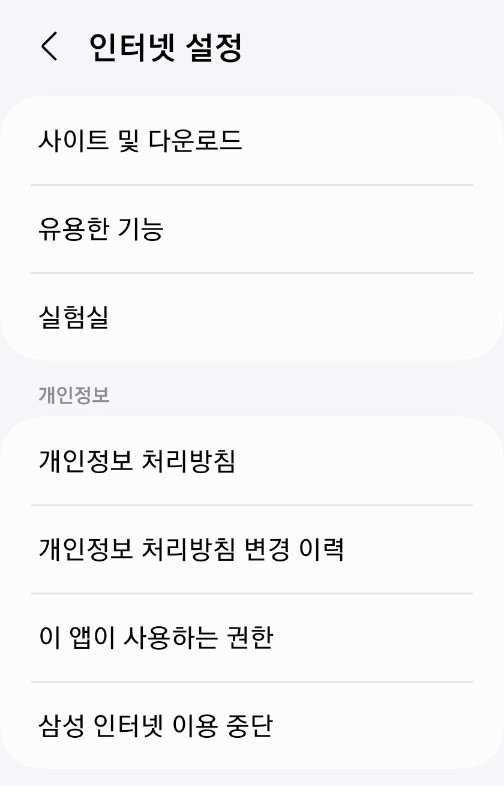 인터넷 설정
사이트 및 다운로드
유용한 기능
실험실
개인정보
개인정보 처리방침
개인정보 처리방침 변경 이력
이 앱이 사용하는 권한
삼성 인터넷 이용 중단